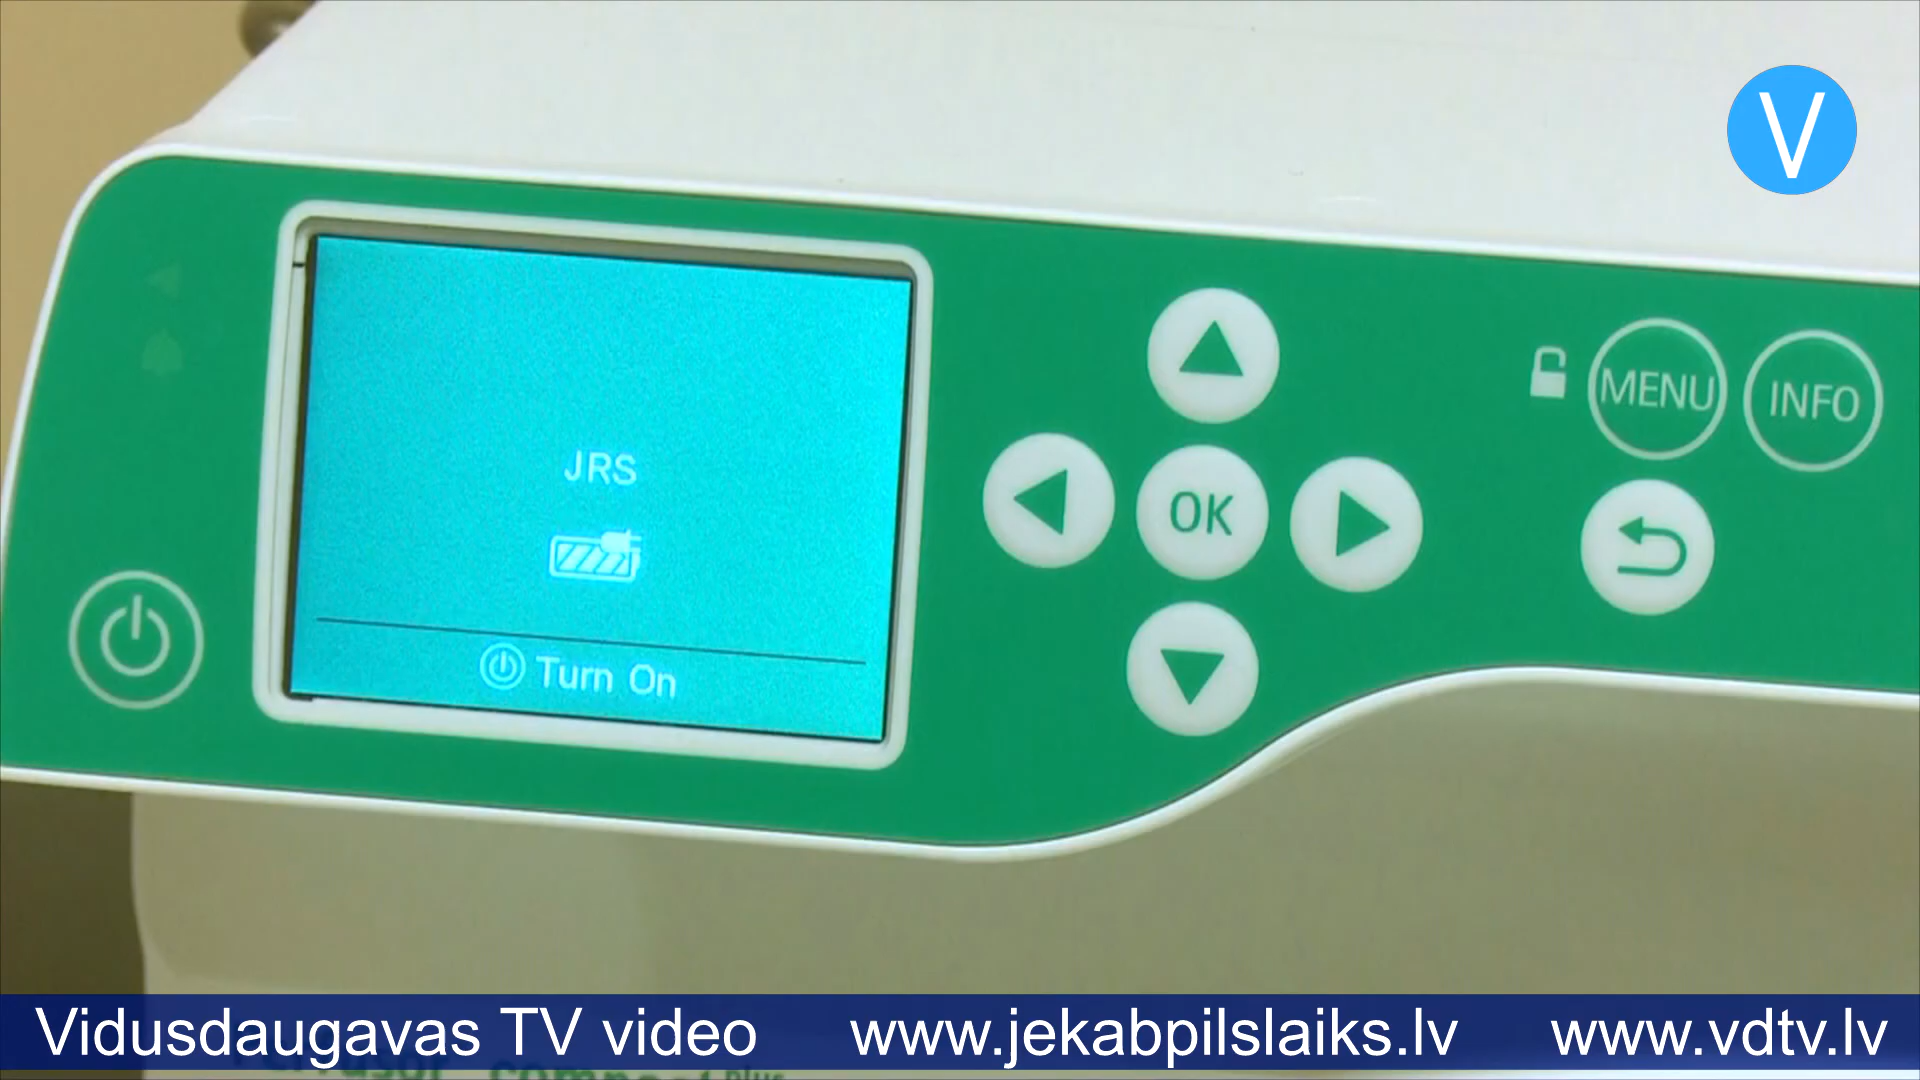 V
JRS
Turn On
OK
MENU
INFO
Vidusdaugavas TV video www.jekabpilslaiks.lv www.vdtv.lv